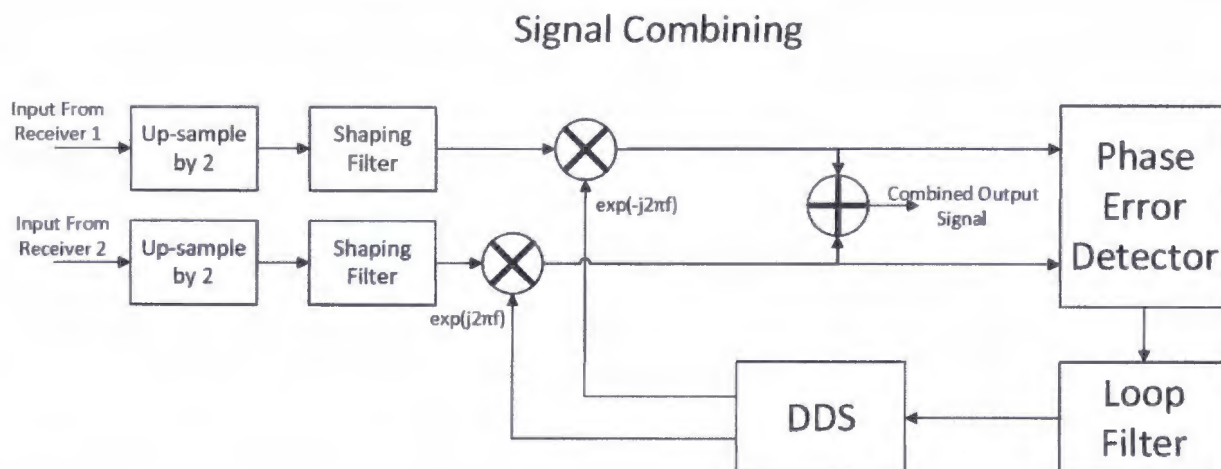 Signal Combining
Input From
Receiver 1
Up-sample
by 2
Shaping
Filter
exp(-j2πf)
Combined Output
Signal
Phase
Error
Detector
Input From
Receiver 2
Up-sample
by 2
Shaping
Filter
exp(j2πf)
DDS
Loop
Filter